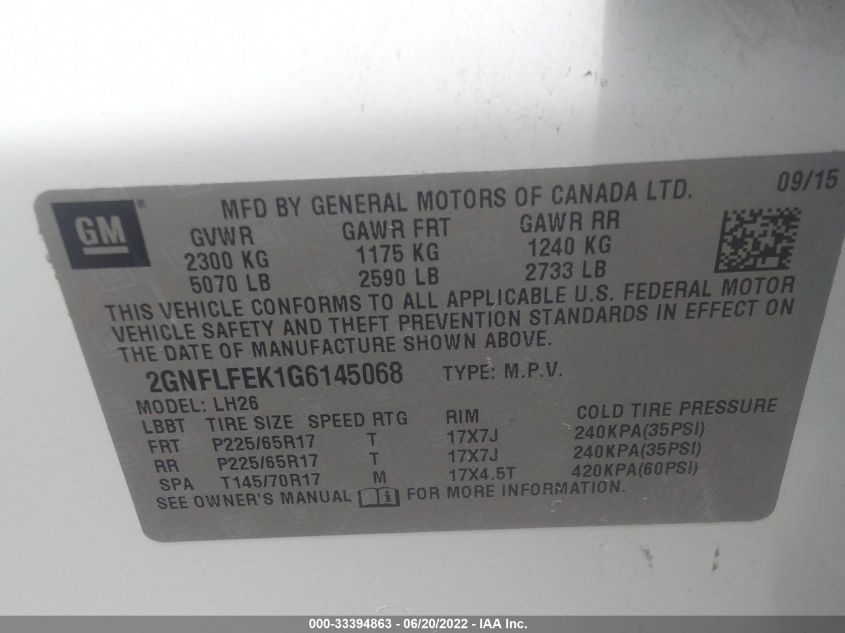 GM®
MFD BY GENERAL MOTORS OF CANADA LTD. 09/15
GVWR GAWR FRT GAWR RR
2300 KG 1175 KG 1240 KG
5070 LB 2590 LB 2733 LB
THIS VEHICLE CONFORMS TO ALL APPLICABLE U.S. FEDERAL MOTOR
VEHICLE SAFETY AND THEFT PREVENTION STANDARDS IN EFFECT ON
THE DATE OF MANUFACTURE SHOWN ABOVE.
2GNFLFEK1G6145068 TYPE: M.P.V.
MODEL: LH26
LBBT TIRE SIZE SPEED RTG RIM COLD TIRE PRESSURE
FRT P225/65R17 T 17X7J 240KPA(35PSI)
RR P225/65R17 T 17X7J 240KPA(35PSI)
SPA T145/70R17 M 17X4.5T 420KPA(60PSI)
SEE OWNER'S MANUAL FOR MORE INFORMATION.
000-33394863 - 06/20/2022 - IAA Inc.